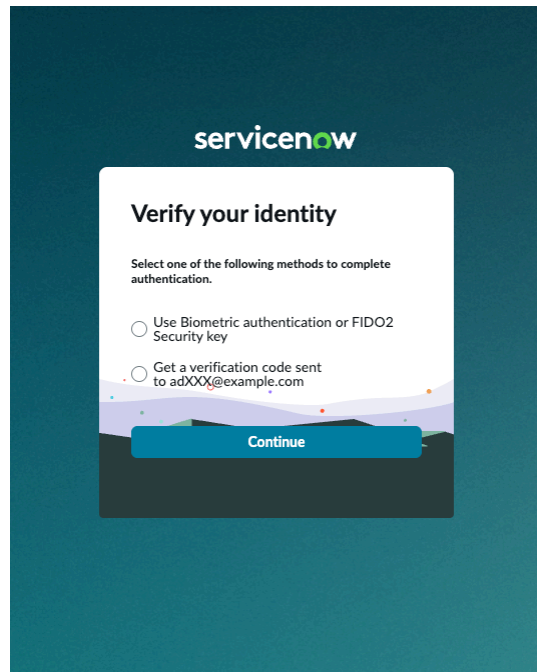 servicenow
Verify your identity
Select one of the following methods to complete
authentication.
Use Biometric authentication or FIDO2
Security key
Get a verification code sent
to adXXX@example.com
Continue